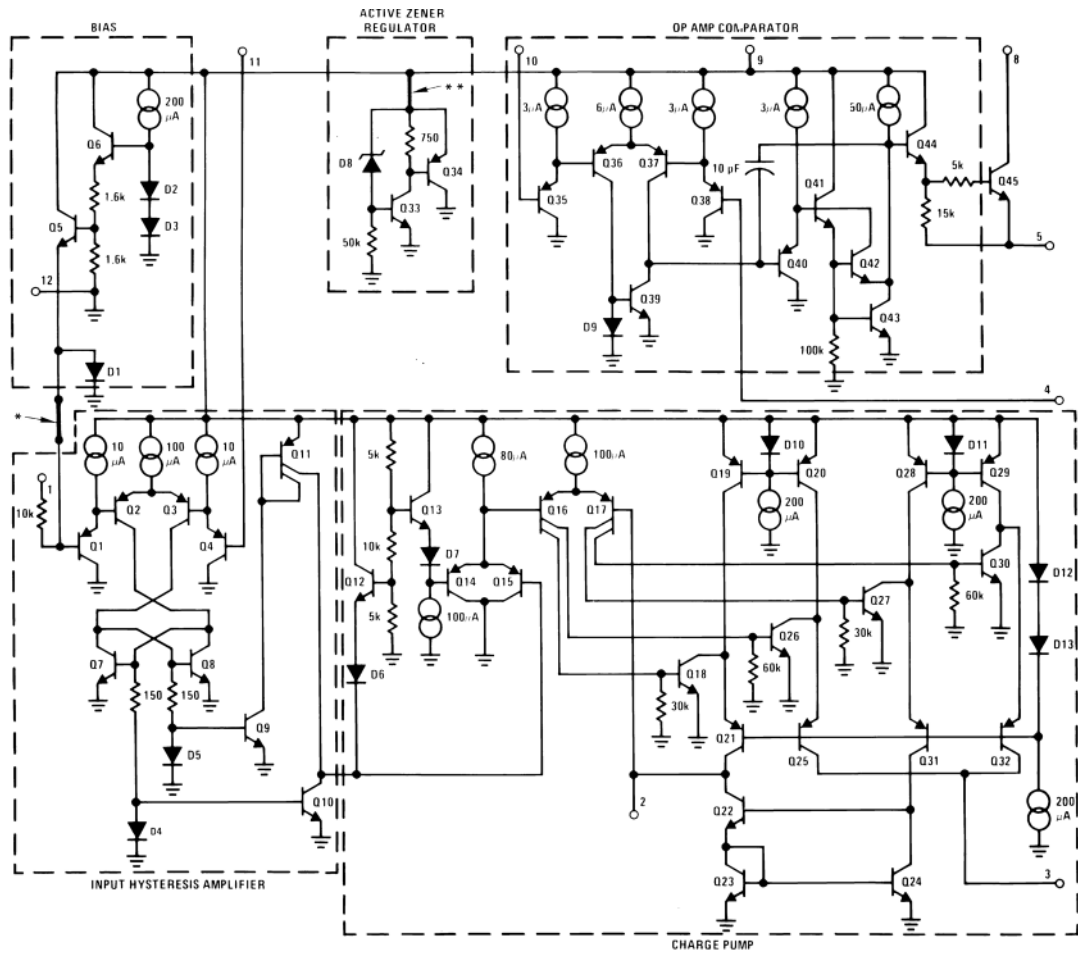 BIAS
ACTIVE ZENER
REGULATOR
OP AMP COMPARATOR
11
10
9
8
200
µA
Q6
1.6k
D2
D3
Q5
1.6k
12
D1
*
**
D8
750
Q34
Q33
50k
3µA
6µA
3µA
3µA
50µA
Q36
Q37
10 pF
Q44
5k
Q45
Q35
Q38
Q41
15k
5
Q40
Q42
Q39
D9
Q43
100k
4
10
µA
100
µA
10
µA
Q11
1
10k
Q2
Q3
Q1
Q4
Q7
Q8
150
150
Q9
D5
Q10
D4
INPUT HYSTERESIS AMPLIFIER
5k
80µA
100µA
D10
D11
Q19
Q20
Q28
Q29
200
µA
200
µA
Q13
Q16
Q17
10k
D7
Q12
Q14
Q15
5k
100µA
D6
Q30
60k
D12
Q27
30k
Q26
60k
D13
Q18
30k
Q21
Q25
Q31
Q32
2
Q22
200
µA
Q23
Q24
3
CHARGE PUMP